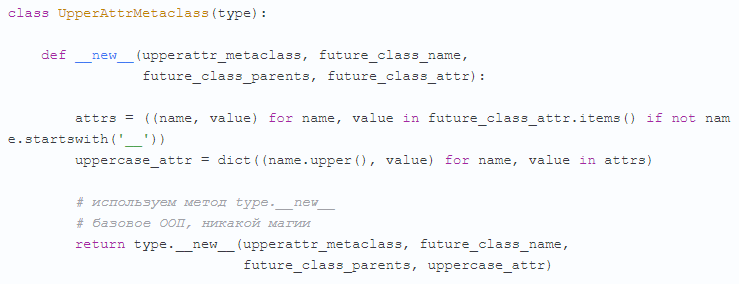 class UpperAttrMetaclass(type):
def __new__(upperattr_metaclass, future_class_name,
future_class_parents, future_class_attr):
attrs = ((name, value) for name, value in future_class_attr.items() if not nam
e.startswith('__'))
uppercase_attr = dict((name.upper(), value) for name, value in attrs)
# используем метод type.__new__
# базовое ООП, никакой магии
return type.__new__(upperattr_metaclass, future_class_name,
future_class_parents, uppercase_attr)